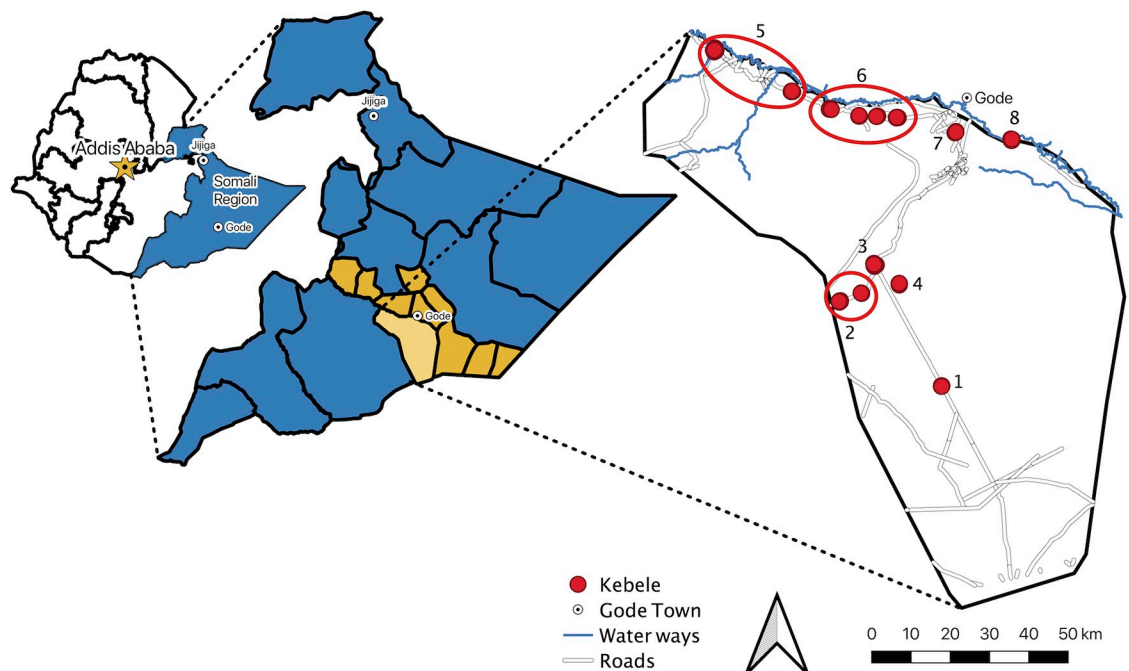 Addis Ababa
Jijiga
Somali
Region
Gode
Jijiga
Gode
5
6
Gode
8
7
3
4
2
1
Kebele
Gode Town
Water ways
Roads
0 10 20 30 40 50 km